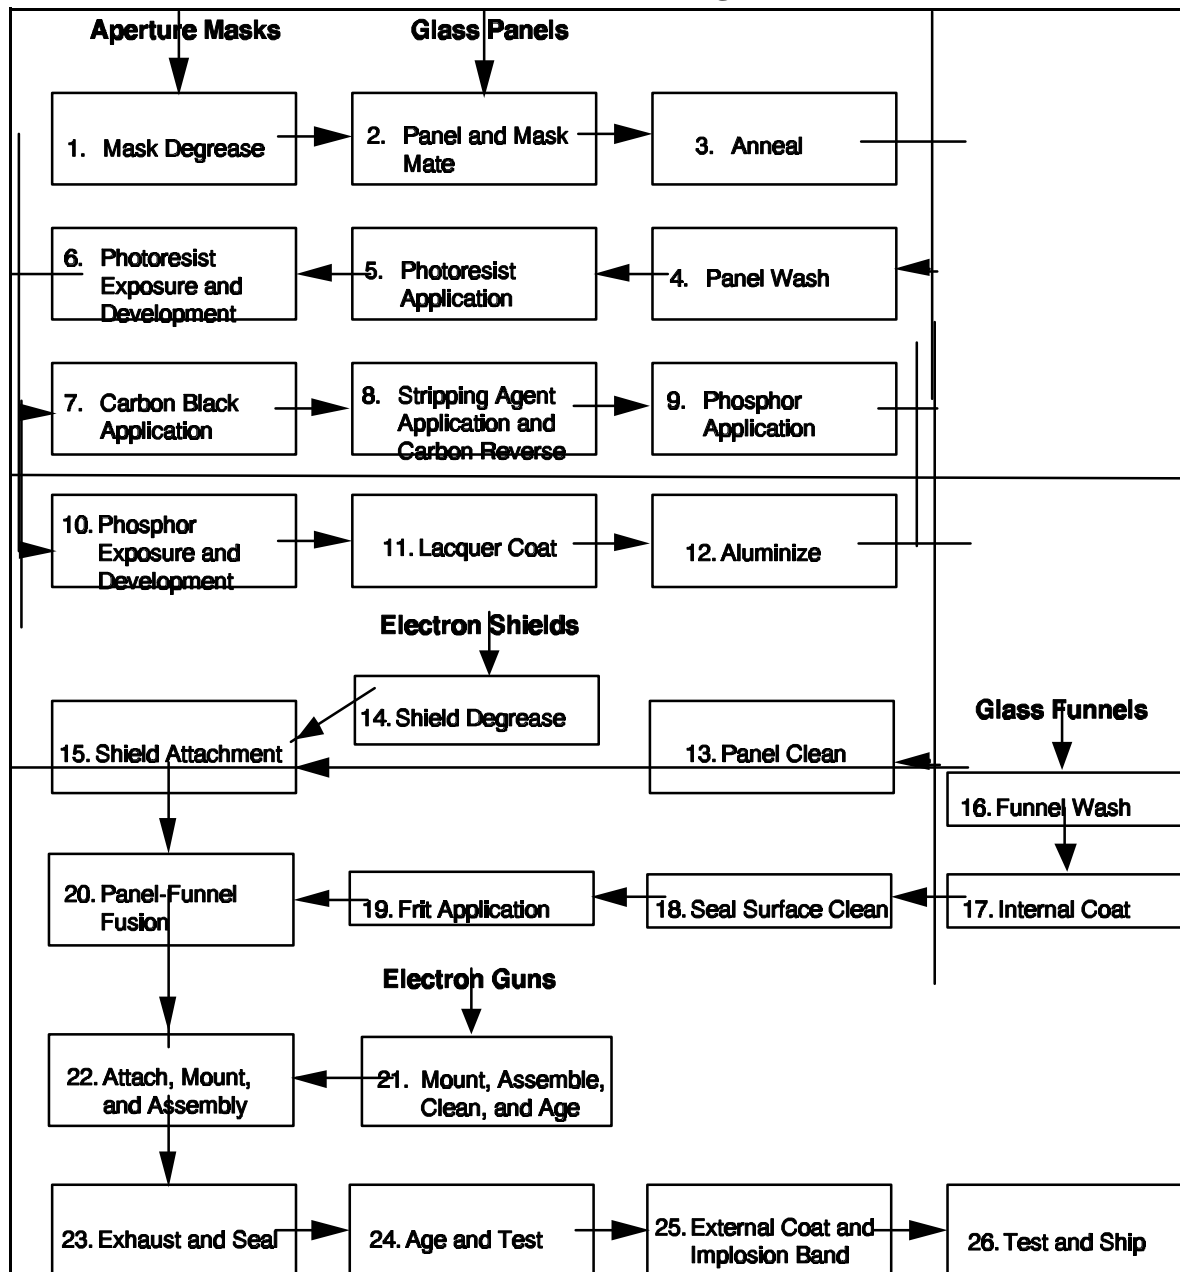 Aperture Masks
Glass Panels
1. Mask Degrease
2. Panel and Mask
Mate
3. Anneal
6. Photoresist
Exposure and
Development
5. Photoresist
Application
4. Panel Wash
7. Carbon Black
Application
8. Stripping Agent
Application and
Carbon Reverse
9. Phosphor
Application
10. Phosphor
Exposure and
Development
11. Lacquer Coat
12. Aluminize
Electron Shields
14. Shield Degrease
Glass Funnels
15. Shield Attachment
13. Panel Clean
16. Funnel Wash
20. Panel-Funnel
Fusion
19. Frit Application
18. Seal Surface Clean
17. Internal Coat
Electron Guns
22. Attach, Mount,
and Assembly
21. Mount, Assemble,
Clean, and Age
23. Exhaust and Seal
24. Age and Test
25. External Coat and
Implosion Band
26. Test and Ship